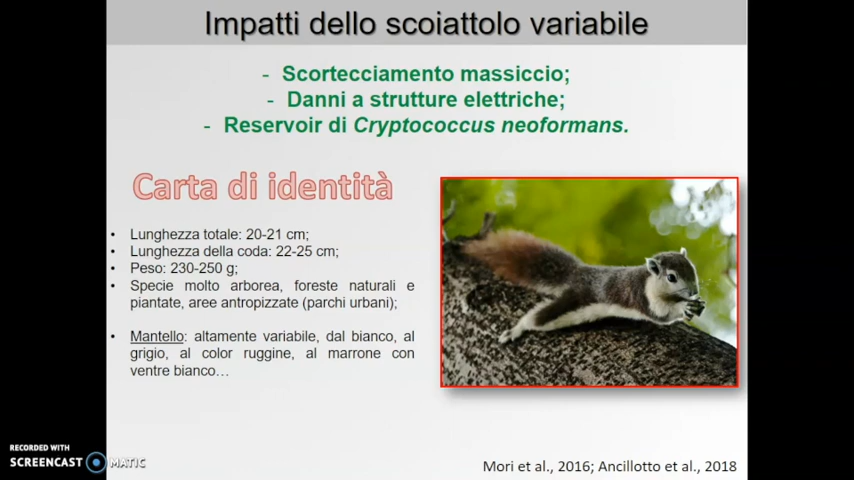 Impatti dello scoiattolo variabile
- Scortecciamento massiccio;
- Danni a strutture elettriche;
- Reservoir di Cryptococcus neoformans.
Carta di identità
• Lunghezza totale: 20-21 cm;
• Lunghezza della coda: 22-25 cm;
• Peso: 230-250 g;
• Specie molto arborea, foreste naturali e
piantate, aree antropizzate (parchi urbani);
• Mantello: altamente variabile, dal bianco, al
grigio, al color ruggine, al marrone con
ventre bianco...
Mori et al., 2016; Ancillotto et al., 2018
RECORDED WITH
SCREENCAST MATIC